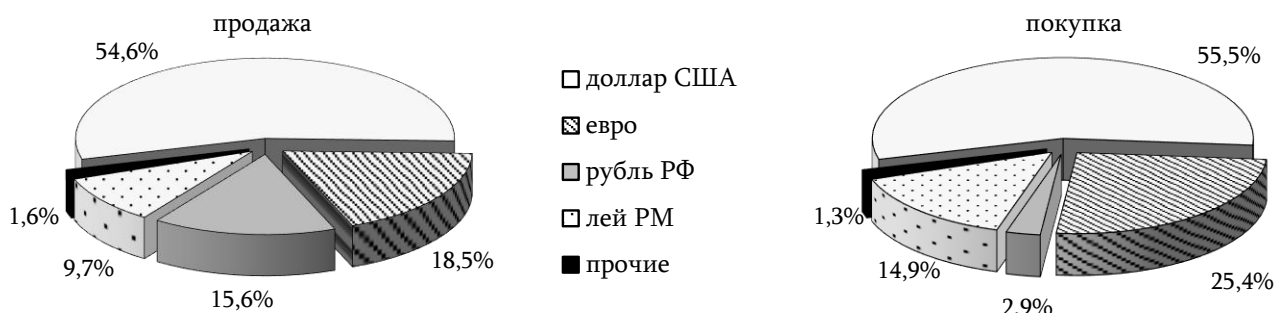 продажа
54,6%
1,6%
9,7%
15,6%
18,5%
доллар США
евро
рубль РФ
лей РМ
прочие
покупка
55,5%
1,3%
14,9%
2,9%
25,4%